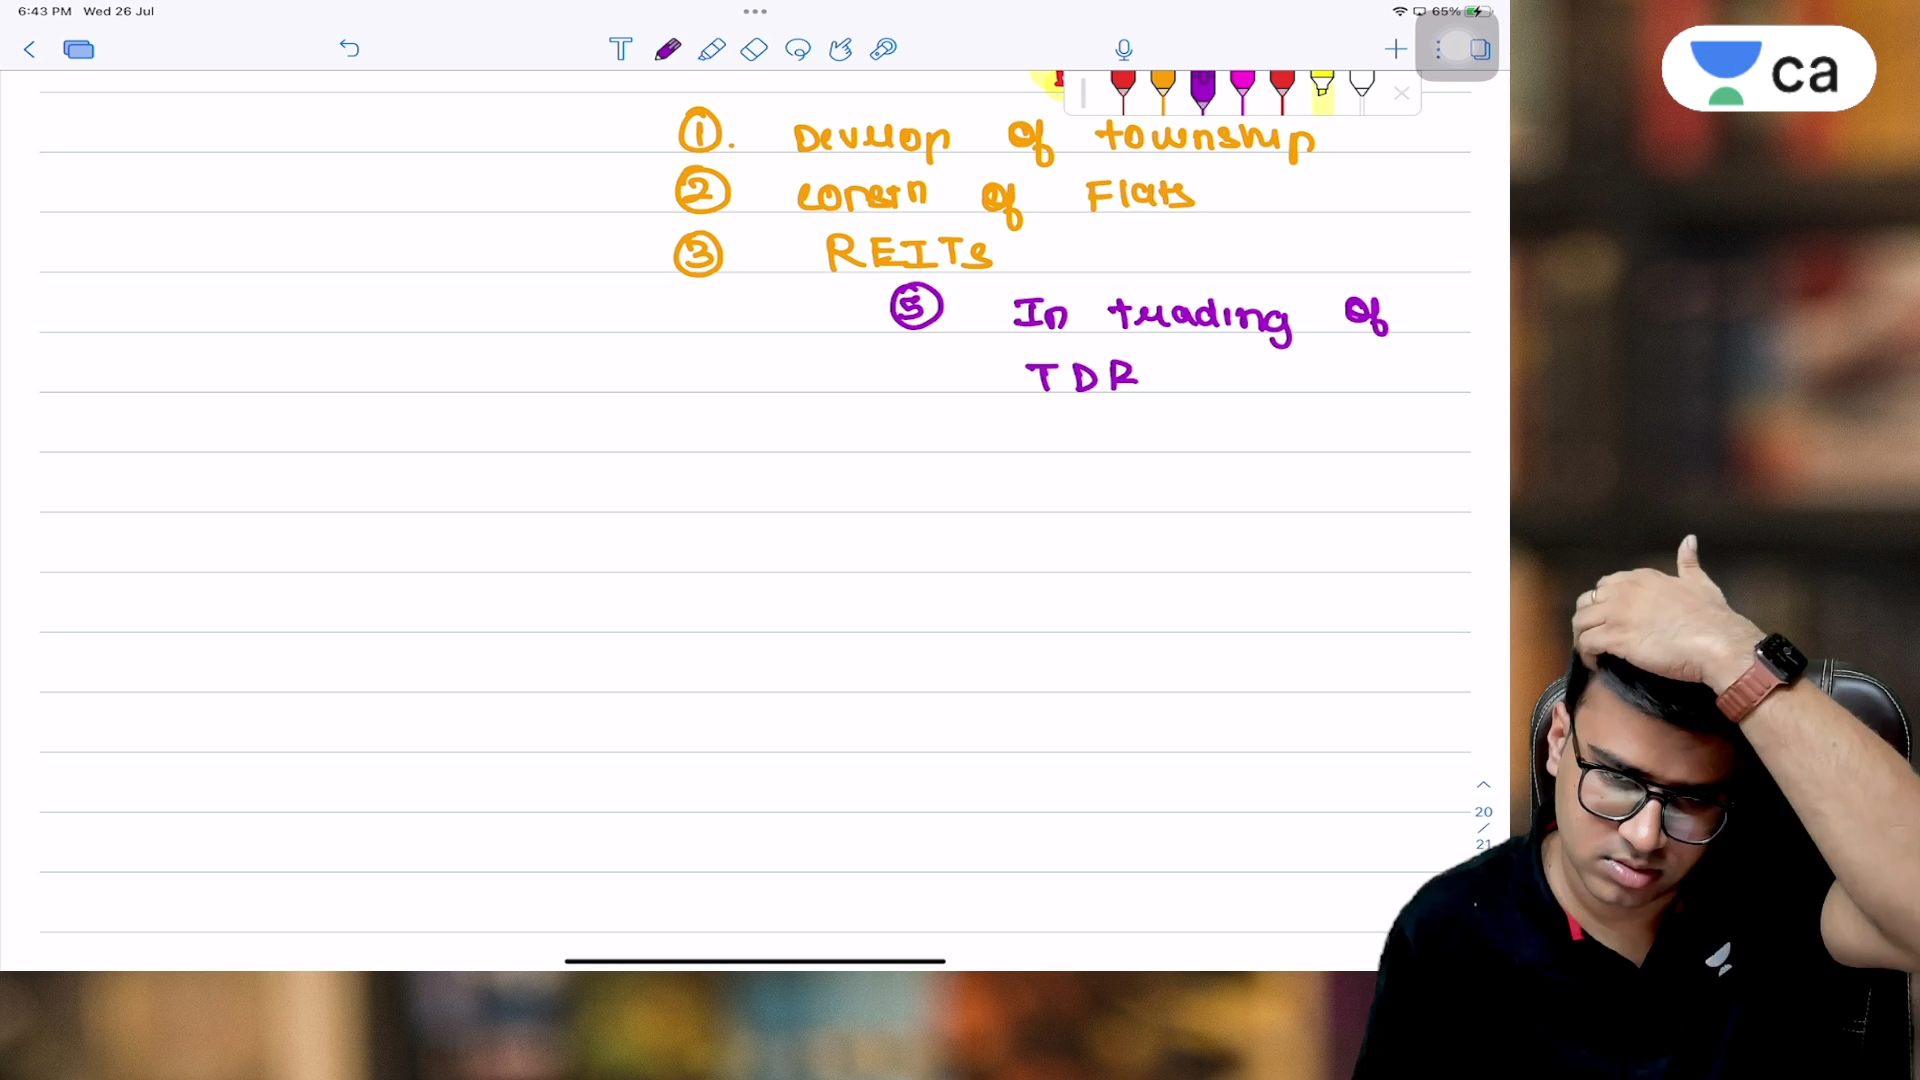 6:43 PM Wed 26 Jul
65%
ca
①. Develop of township
② constn of Flats
③ REITs
⑤ In trading of
TDR
20
/
21